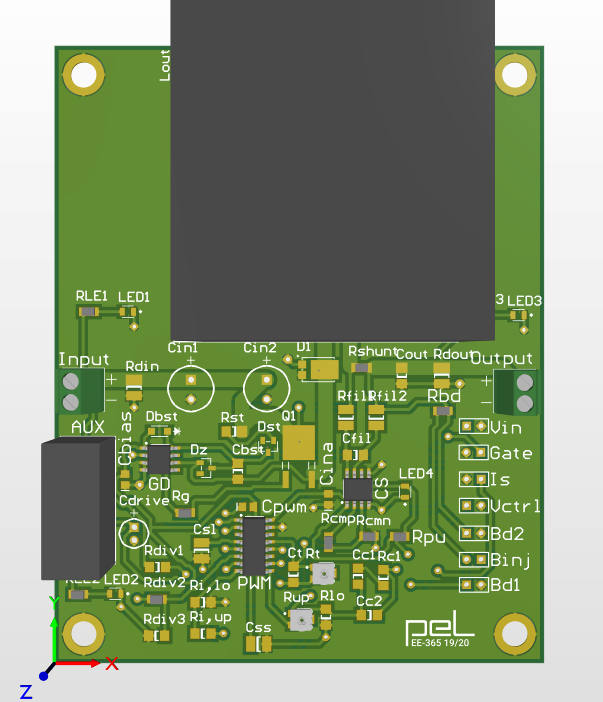 Lout
RLE1 LED1
3 LED3
Cin1 Cin2 D1
Rshunt Cout Rdout Output
Input Rdin
+ +
- -
Rfil1 Rfil2 Rbd
AUX Cbias Dbst Rst Dst Q1 Vin
Cfil
Dz Cbst Cina Gate
GD CS LED4 Is
Cdrive Rg Cpwm Vctrl
Rcmp Rcmn
Csl Rpu Bd2
Rdiv1 Ct Rt Cc1 Rc1 Binj
PWM
LED2 Rdiv2 Ri,lo Bd1
Rup Rlo Cc2
Rdiv3 Ri,up
Css pel
EE-365 19/20
Y
X
Z